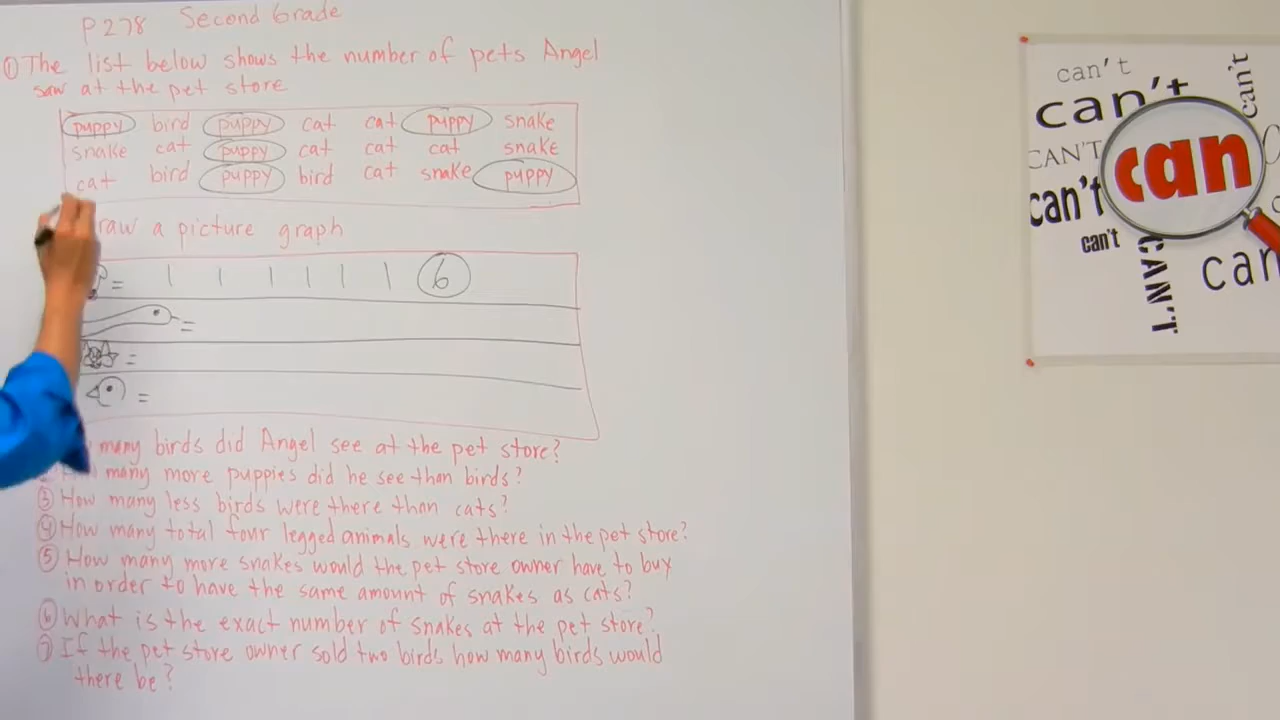 P 278 Second Grade
① The list below shows the number of pets Angel
saw at the pet store
puppy bird puppy cat cat puppy snake
snake cat puppy cat cat cat snake
cat bird puppy bird cat snake puppy
raw a picture graph
= | | | | | | 6
=
=
=
many birds did Angel see at the pet store?
many more puppies did he see than birds?
③ How many less birds were there than cats?
④ How many total four legged animals were there in the pet store?
⑤ How many more snakes would the pet store owner have to buy
in order to have the same amount of snakes as cats?
⑥ What is the exact number of snakes at the pet store?
⑦ If the pet store owner sold two birds how many birds would
there be?
can't
can't
can't
CAN'T
can
can't
can't
CAN'T
can